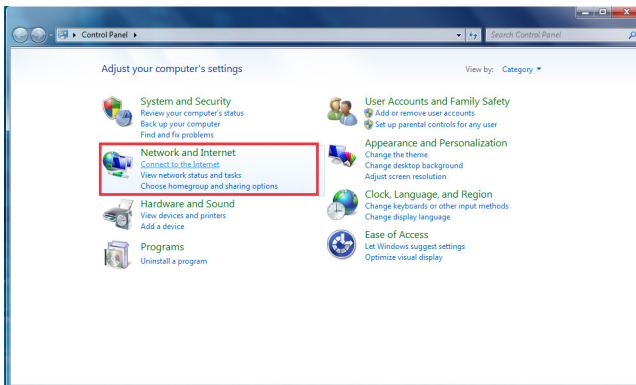 Control Panel
Search Control Panel
Adjust your computer's settings
View by: Category
System and Security
Review your computer's status
Back up your computer
Find and fix problems
Network and Internet
Connect to the Internet
View network status and tasks
Choose homegroup and sharing options
Hardware and Sound
View devices and printers
Add a device
Programs
Uninstall a program
User Accounts and Family Safety
Add or remove user accounts
Set up parental controls for any user
Appearance and Personalization
Change the theme
Change desktop background
Adjust screen resolution
Clock, Language, and Region
Change keyboards or other input methods
Change display language
Ease of Access
Let Windows suggest settings
Optimize visual display